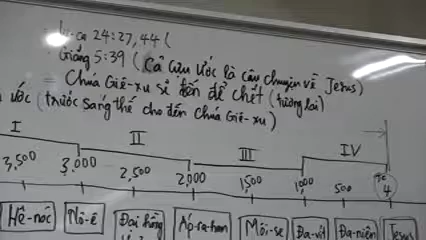 Lu-ca 24:27,44 (
Giăng 5:39 (Cả cựu Ước là câu chuyện về Jesus)
= Chúa Giê-xu sẽ đến để chết (tương lai)
ước (trước sáng thế cho đến chúa Giê-xu)
I II III IV
3,500 3,000 2,500 2,000 1,500 1,000 500 TC 4
Hê-nóc Nô-ê Đại hồng Áp-ra-ham Môi-se Đa-vít Đa-niên Jesus